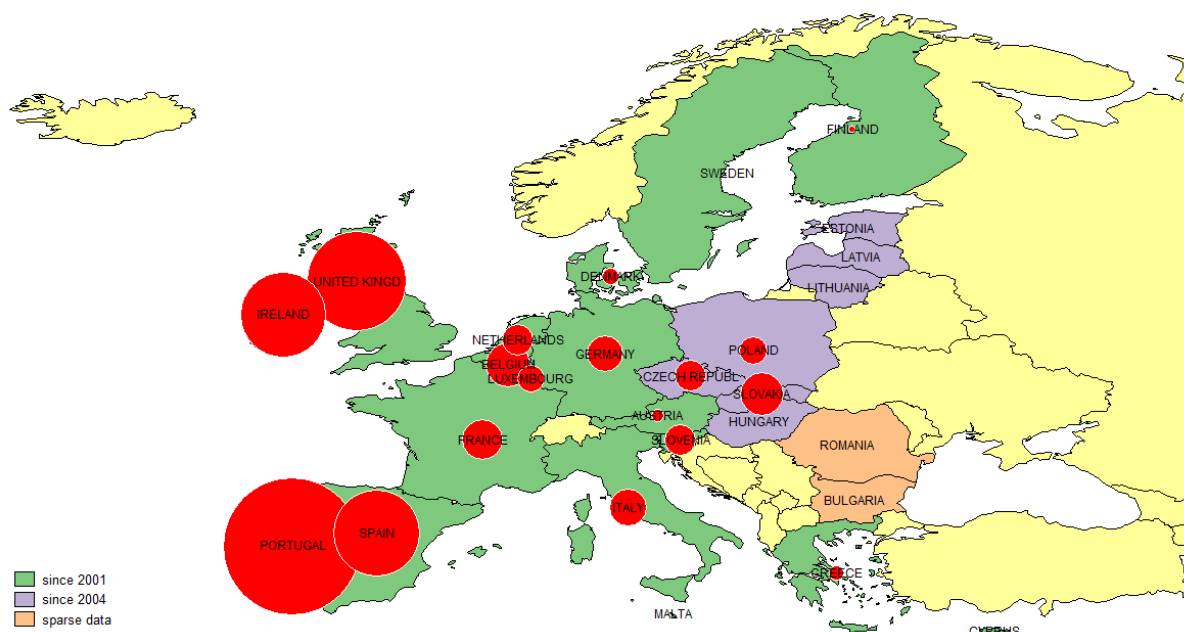 FINLAND
SWEDEN
ESTONIA
LATVIA
DENMARK
UNITED KINGD
LITHUANIA
IRELAND
NETHERLANDS
POLAND
GERMANY
BELGIUM
LUXEMBOURG
CZECH REPUBL
SLOVAKIA
AUSTRIA
HUNGARY
FRANCE
SLOVENIA
ROMANIA
BULGARIA
ITALY
SPAIN
PORTUGAL
GREECE
since 2001
since 2004
MALTA
sparse data
CYPRUS